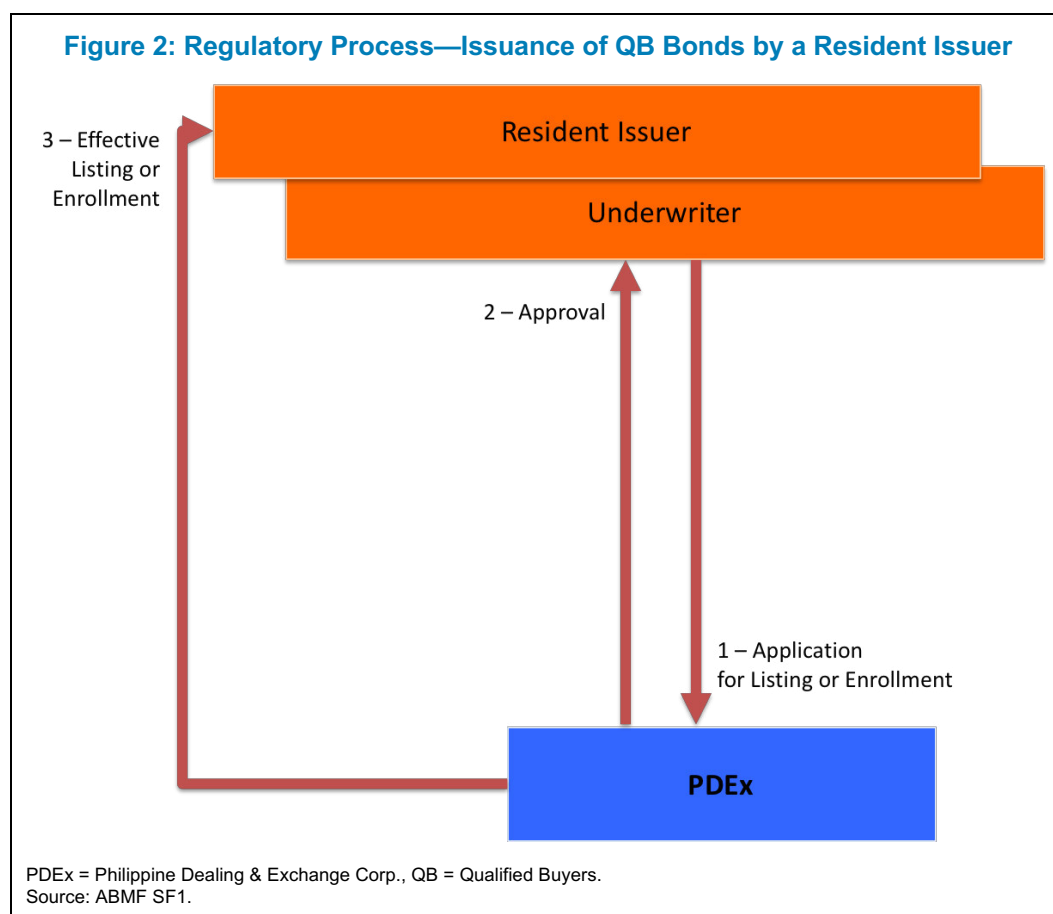 Figure 2: Regulatory Process—Issuance of QB Bonds by a Resident Issuer
3 – Effective
Listing or
Enrollment
Resident Issuer
Underwriter
2 – Approval
1 – Application
for Listing or Enrollment
PDEx
PDEx = Philippine Dealing & Exchange Corp., QB = Qualified Buyers.
Source: ABMF SF1.